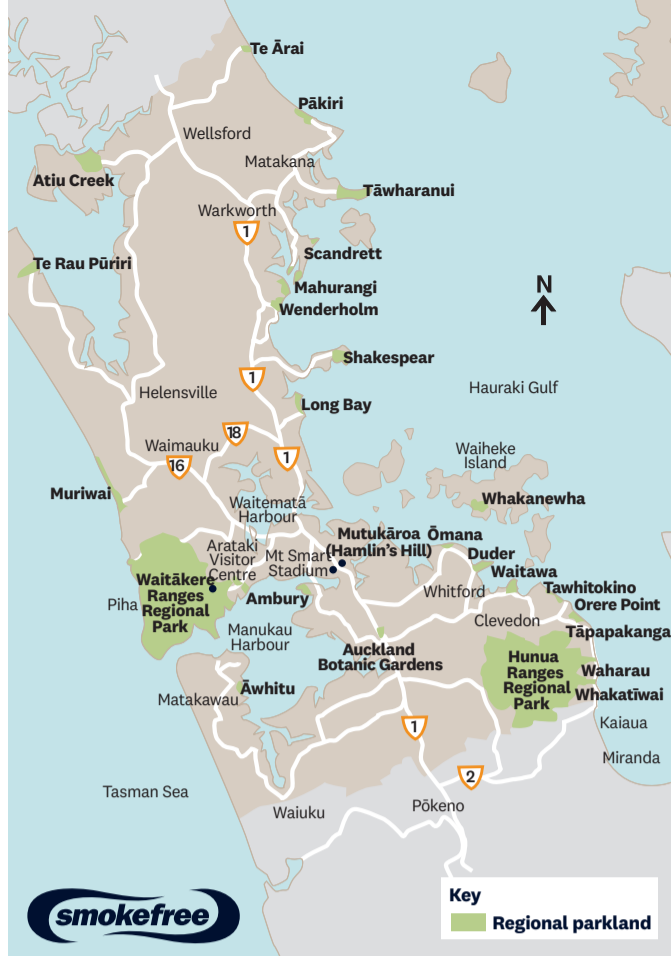 Te Ārai
Pākiri
Wellsford
Matakana
Atiu Creek
Tāwharanui
Warkworth
1
Scandrett
Te Rau Pūriri
Mahurangi
N
Wenderholm
Shakespear
1
Hauraki Gulf
Helensville
Long Bay
18
Waimauku
1
16
Waiheke
Island
Muriwai
Whakanewha
Waitematā
Harbour
Mutukāroa
(Hamlin's Hill)
Ōmana
Arataki
Visitor
Centre
Mt Smart
Stadium
Duder
Waitawa
Waitākere
Ranges
Regional
Park
Piha
Ambury
Whitford
Tawhitokino
Orere Point
Clevedon
Tāpapakanga
Manukau
Harbour
Auckland
Botanic Gardens
Hunua
Ranges
Regional
Park
Waharau
Whakatīwai
Āwhitu
Matakawau
1
Kaiaua
Miranda
2
Tasman Sea
Waiuku
Pōkeno
Key
Regional parkland
smokefree